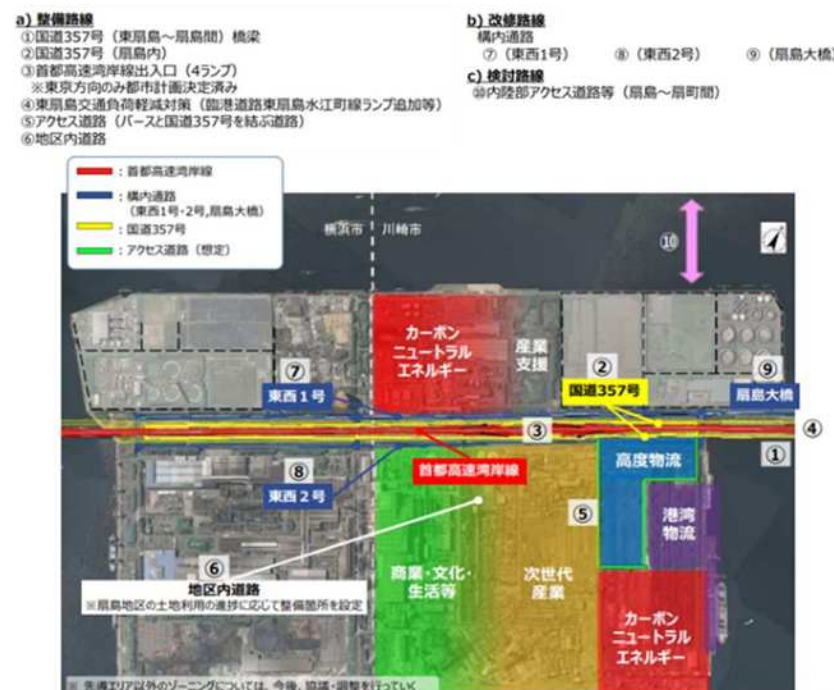 a) 整備路線
①国道357号（東扇島～扇島間）橋梁
②国道357号（扇島内）
③首都高速湾岸線出入口（4ランプ）
※東京方向のみ都市計画決定済み
④東扇島交通負荷軽減対策（臨港道路東扇島水江町線ランプ追加等）
⑤アクセス道路（バースと国道357号を結ぶ道路）
⑥地区内道路
b) 改修路線
構内通路
⑦（東西1号） ⑧（東西2号） ⑨（扇島大橋）
c) 検討路線
⑩内陸部アクセス道路等（扇島～扇町間）
：首都高速湾岸線
：構内通路
（東西1号・2号,扇島大橋）
：国道357号
：アクセス道路（想定）
横浜市 川崎市
⑩
カーボン
ニュートラル
エネルギー
産業
支援
⑦
②
⑨
東西１号
国道357号
扇島大橋
③
④
①
首都高速湾岸線
高度物流
⑧
東西２号
⑤
港湾
物流
⑥
地区内道路
※扇島地区の土地利用の進捗に応じて整備箇所を設定
商業・文化・
生活等
次世代
産業
カーボン
ニュートラル
エネルギー
※ 先導エリア以外のゾーニングについては、今後、協議・調整を行っていく